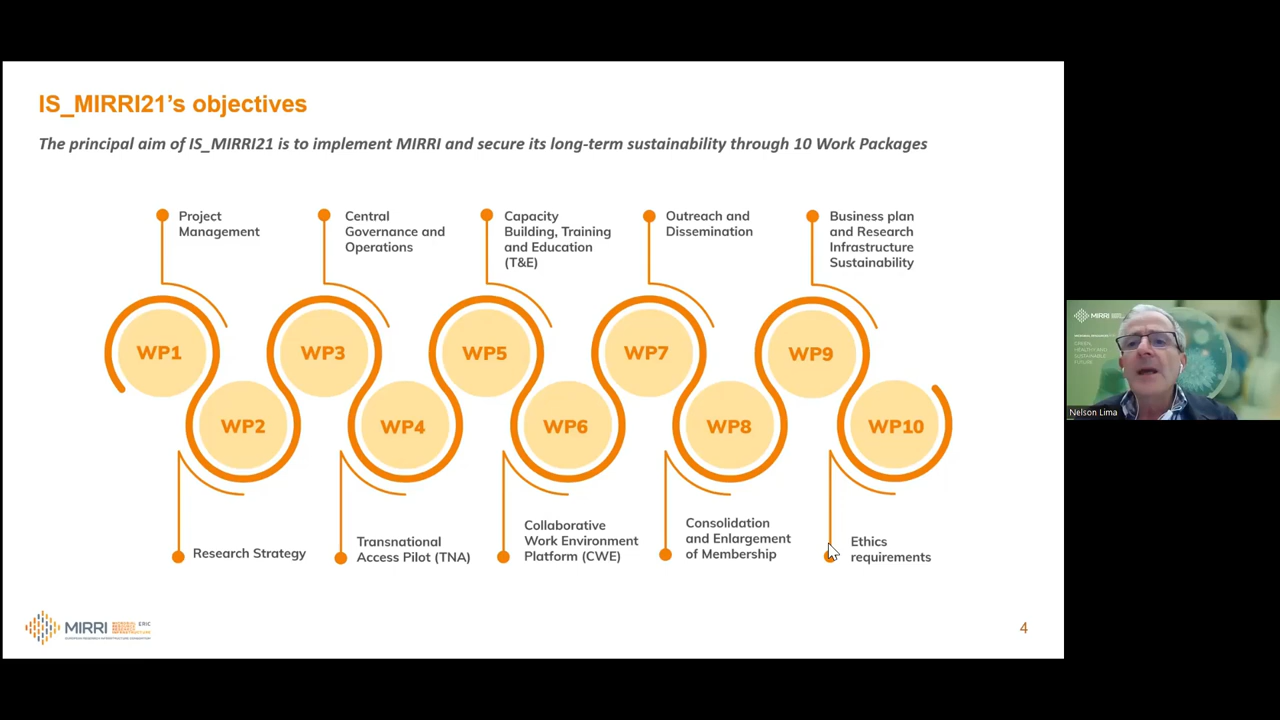 IS_MIRRI21's objectives
The principal aim of IS_MIRRI21 is to implement MIRRI and secure its long-term sustainability through 10 Work Packages
Project
Management
Central
Governance and
Operations
Capacity
Building, Training
and Education
(T&E)
Outreach and
Dissemination
Business plan
and Research
Infrastructure
Sustainability
WP1
WP3
WP5
WP7
WP9
WP2
WP4
WP6
WP8
WP10
Research Strategy
Transnational
Access Pilot (TNA)
Collaborative
Work Environment
Platform (CWE)
Consolidation
and Enlargement
of Membership
Ethics
requirements
MIRRI
ERIC
4
MIRRI
Nelson Lima